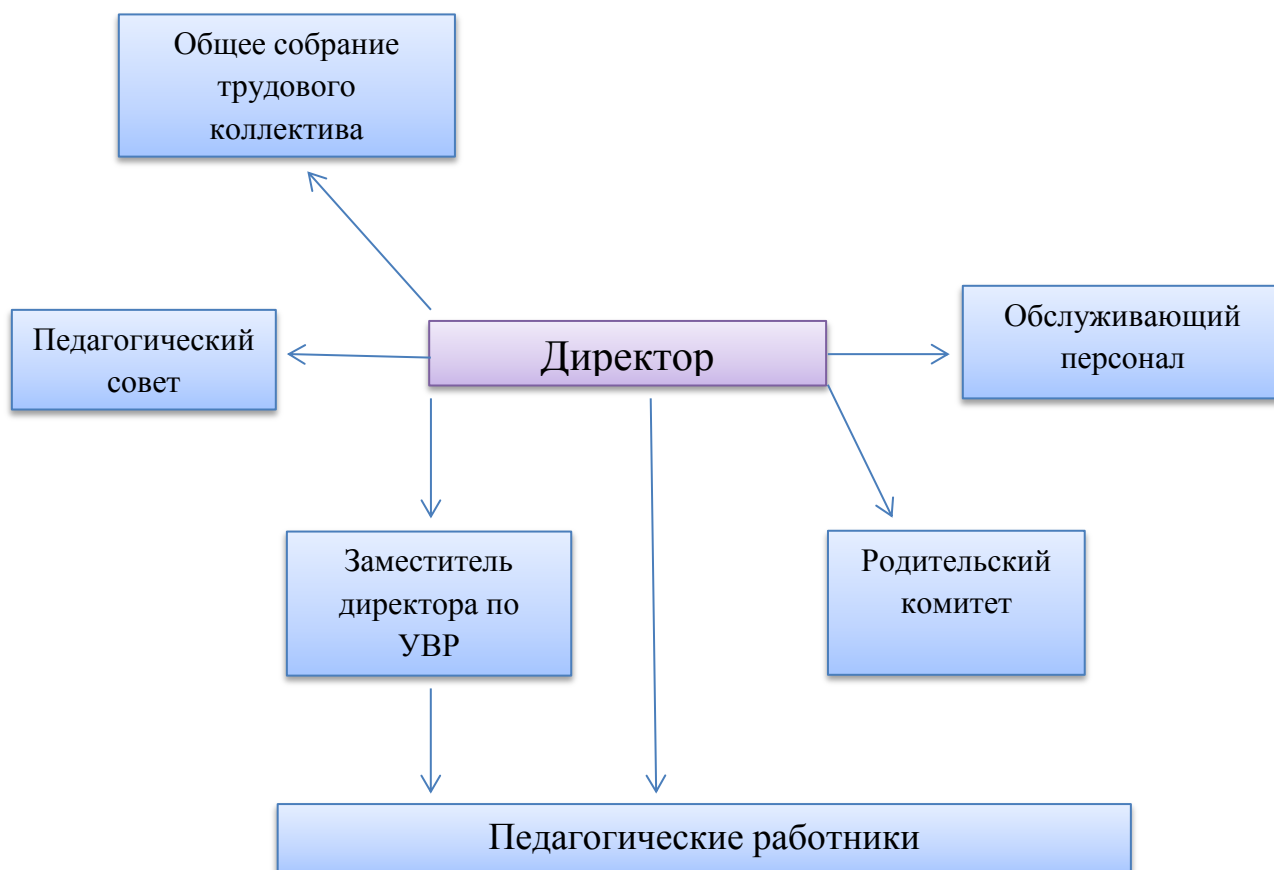 Общее собрание
трудового
коллектива
Педагогический
совет
Директор
Обслуживающий
персонал
Заместитель
директора по
УВР
Родительский
комитет
Педагогические работники